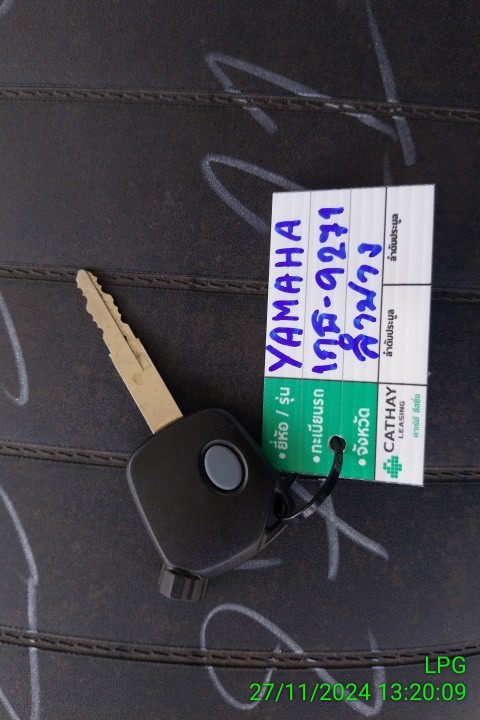 • ยี่ห้อ / รุ่น YAMAHA
• ทะเบียนรถ 1กธ-9271
• จังหวัด ลำปาง
CATHAY
LEASING
คาเธ่ย์ ลีสซิ่ง
ลำดับประมูล
ลำดับประมูล
LPG
27/11/2024 13:20:09